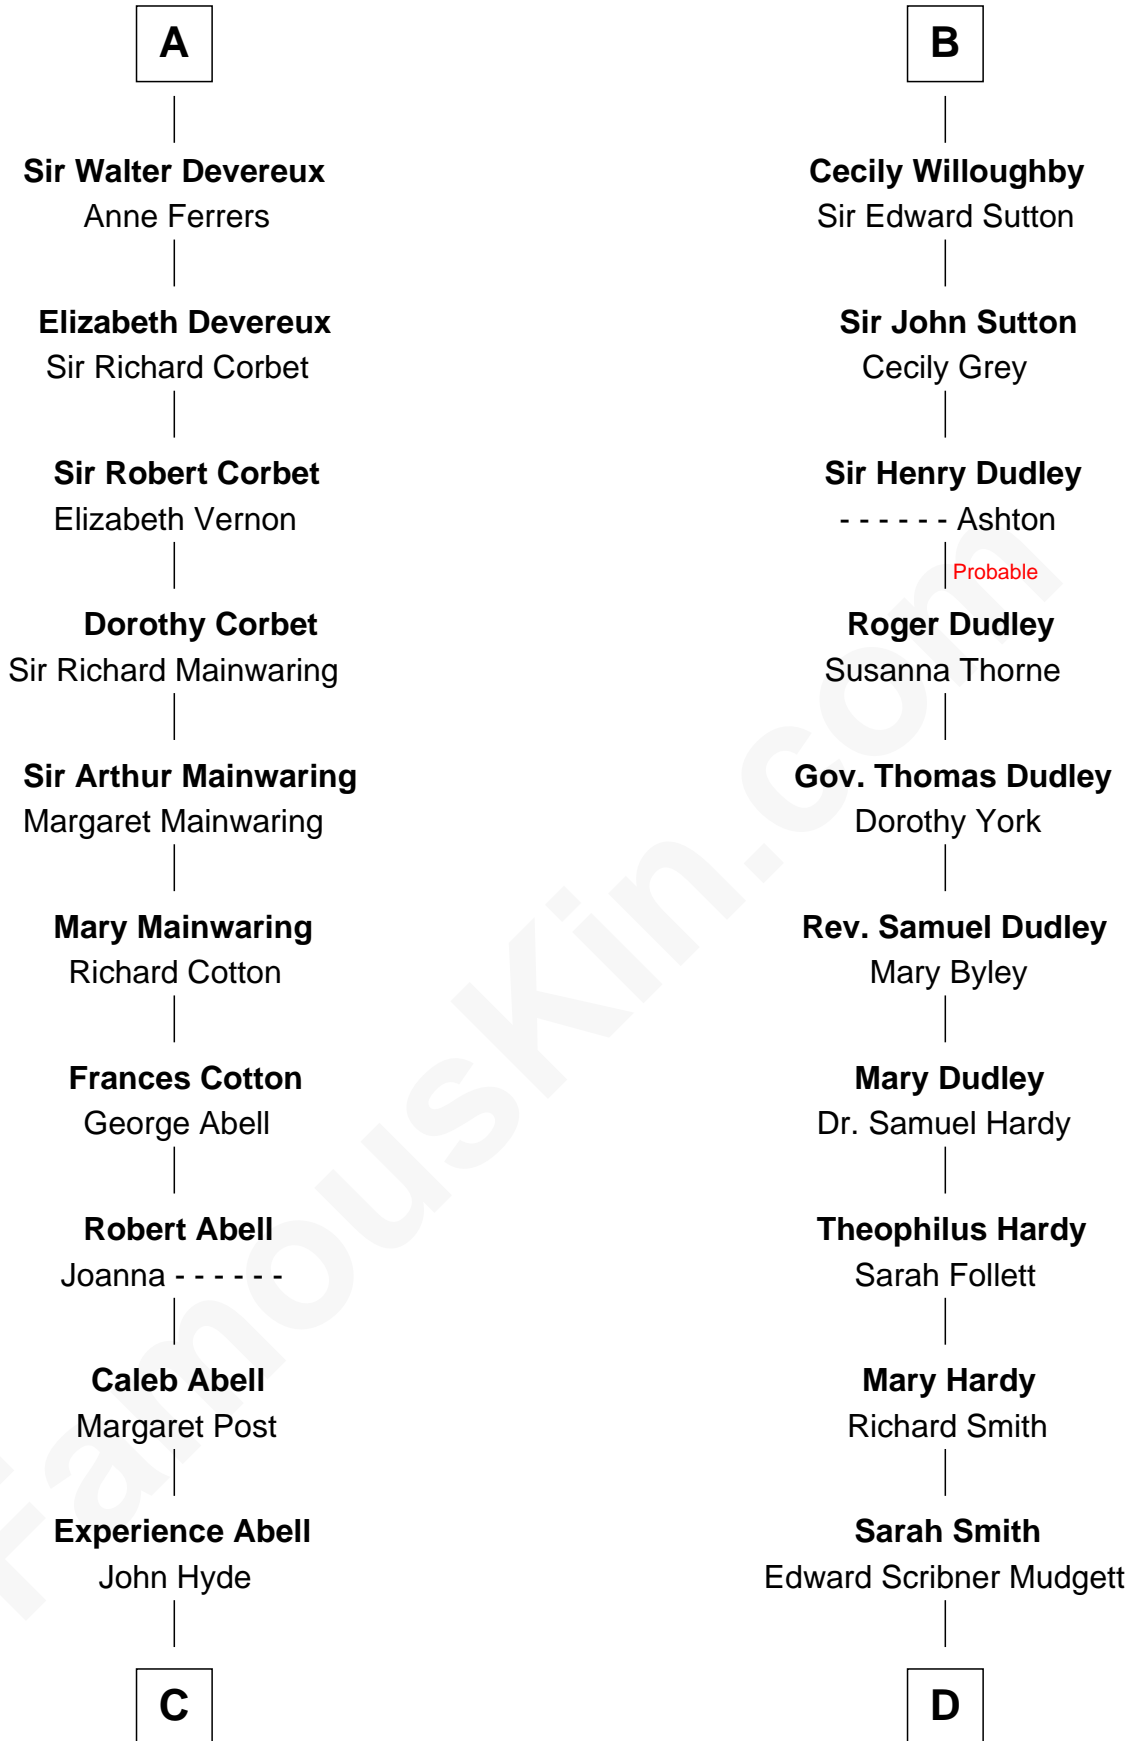 A
Sir Walter Devereux
Anne Ferrers
Elizabeth Devereux
Sir Richard Corbet
Sir Robert Corbet
Elizabeth Vernon
Dorothy Corbet
Sir Richard Mainwaring
Sir Arthur Mainwaring
Margaret Mainwaring
Mary Mainwaring
Richard Cotton
Frances Cotton
George Abell
Robert Abell
Joanna - - - - - -
Caleb Abell
Margaret Post
Experience Abell
John Hyde
C
B
Cecily Willoughby
Sir Edward Sutton
Sir John Sutton
Cecily Grey
Sir Henry Dudley
- - - - - - Ashton
Probable
Roger Dudley
Susanna Thorne
Gov. Thomas Dudley
Dorothy York
Rev. Samuel Dudley
Mary Byley
Mary Dudley
Dr. Samuel Hardy
Theophilus Hardy
Sarah Follett
Mary Hardy
Richard Smith
Sarah Smith
Edward Scribner Mudgett
D
FamousKin.com